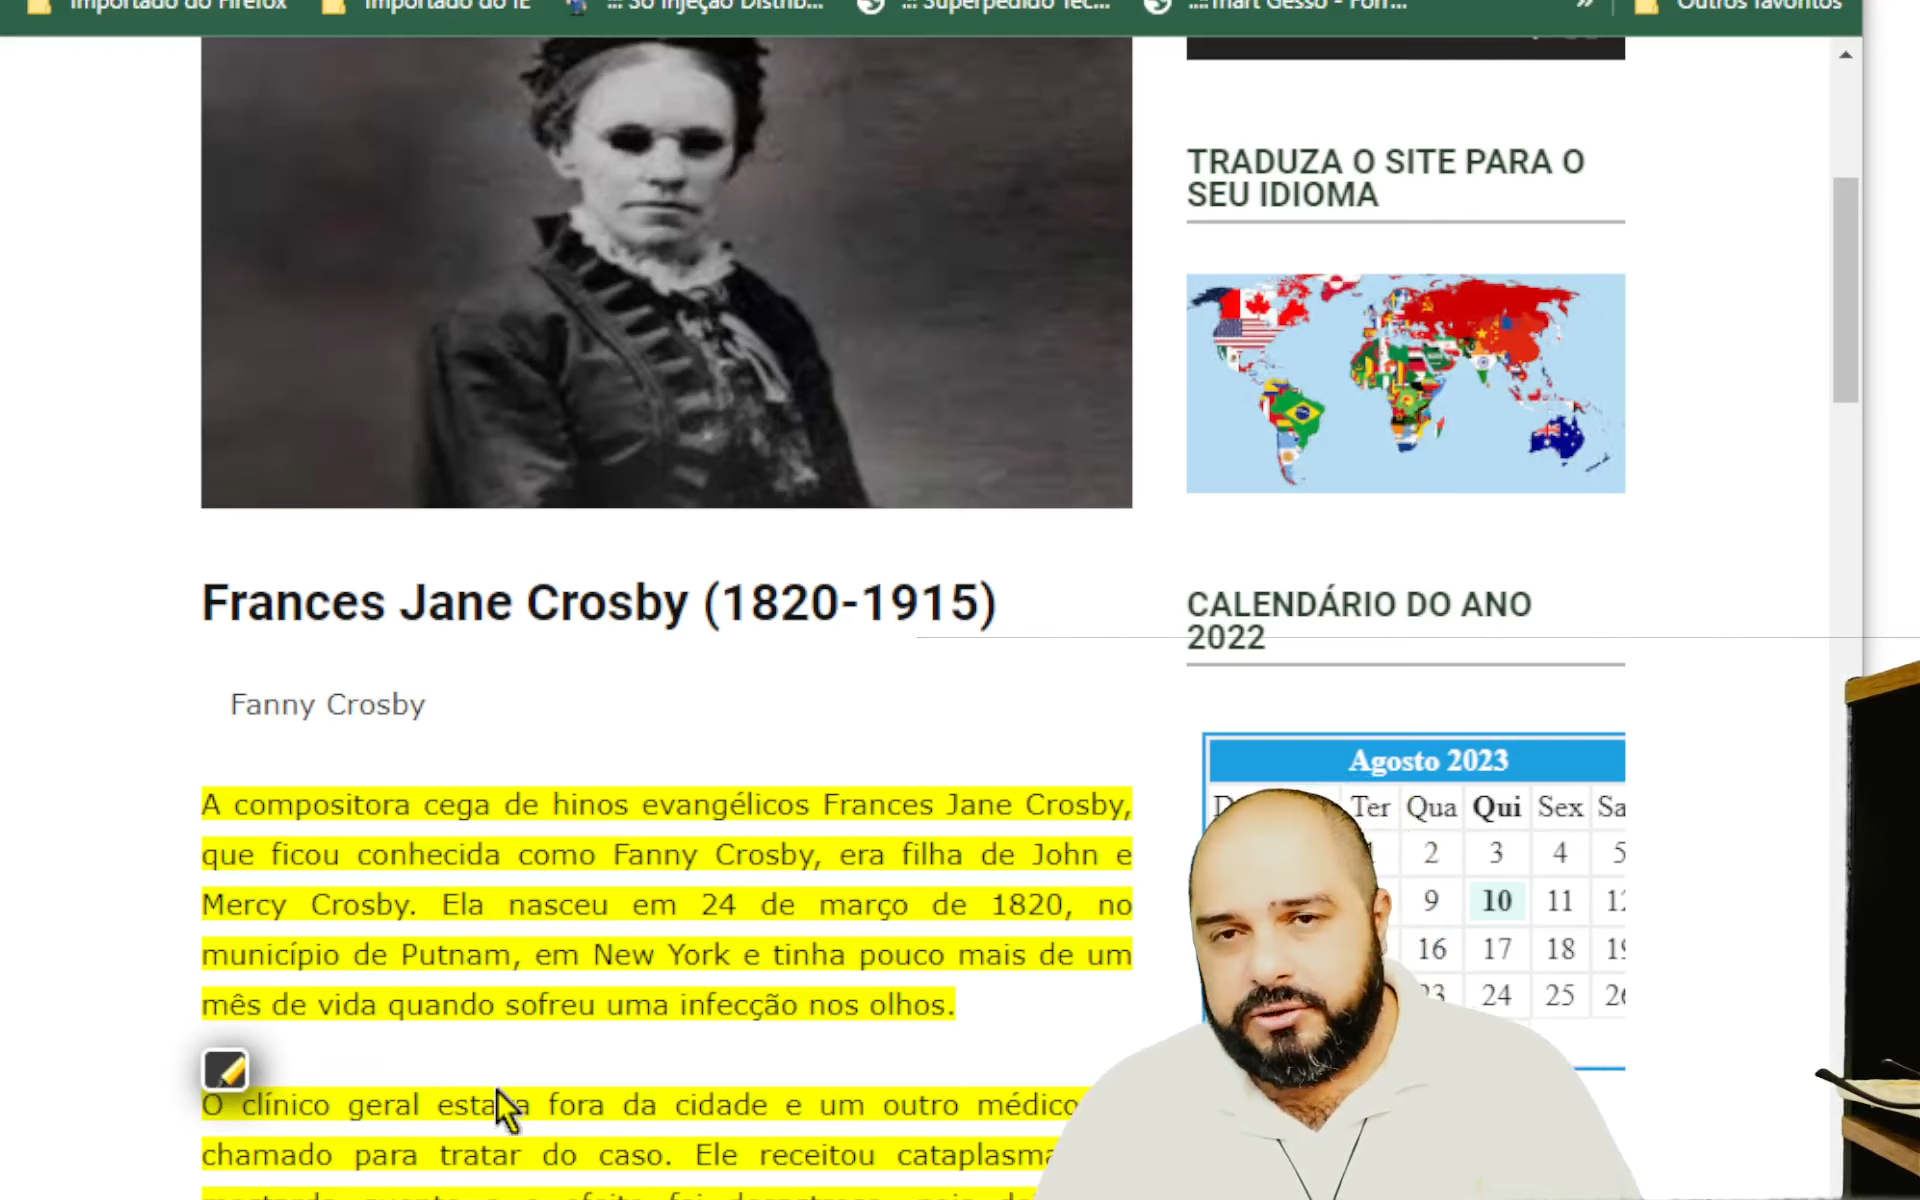 Importado do Firefox
Importado do IE
Outros favoritos
TRADUZA O SITE PARA O
SEU IDIOMA
Frances Jane Crosby (1820-1915)
Fanny Crosby
A compositora cega de hinos evangélicos Frances Jane Crosby,
que ficou conhecida como Fanny Crosby, era filha de John e
Mercy Crosby. Ela nasceu em 24 de março de 1820, no
município de Putnam, em New York e tinha pouco mais de um
mês de vida quando sofreu uma infecção nos olhos.
O clínico geral estava fora da cidade e um outro médico
chamado para tratar do caso. Ele receitou
CALENDÁRIO DO ANO
2022
Agosto 2023
Ter Qua Qui Sex
2 3 4
9 10 11
16 17 18
24 25